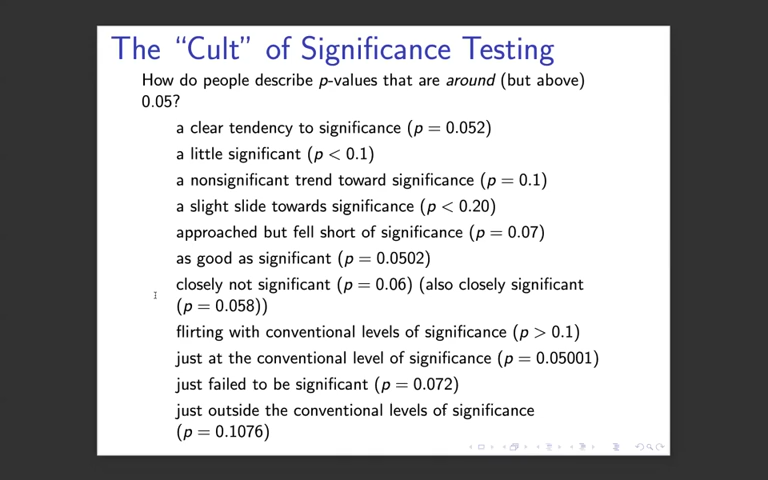 The “Cult” of Significance Testing
How do people describe p-values that are around (but above)
0.05?
a clear tendency to significance (p = 0.052)
a little significant (p < 0.1)
a nonsignificant trend toward significance (p = 0.1)
a slight slide towards significance (p < 0.20)
approached but fell short of significance (p = 0.07)
as good as significant (p = 0.0502)
closely not significant (p = 0.06) (also closely significant
(p = 0.058))
flirting with conventional levels of significance (p > 0.1)
just at the conventional level of significance (p = 0.05001)
just failed to be significant (p = 0.072)
just outside the conventional levels of significance
(p = 0.1076)